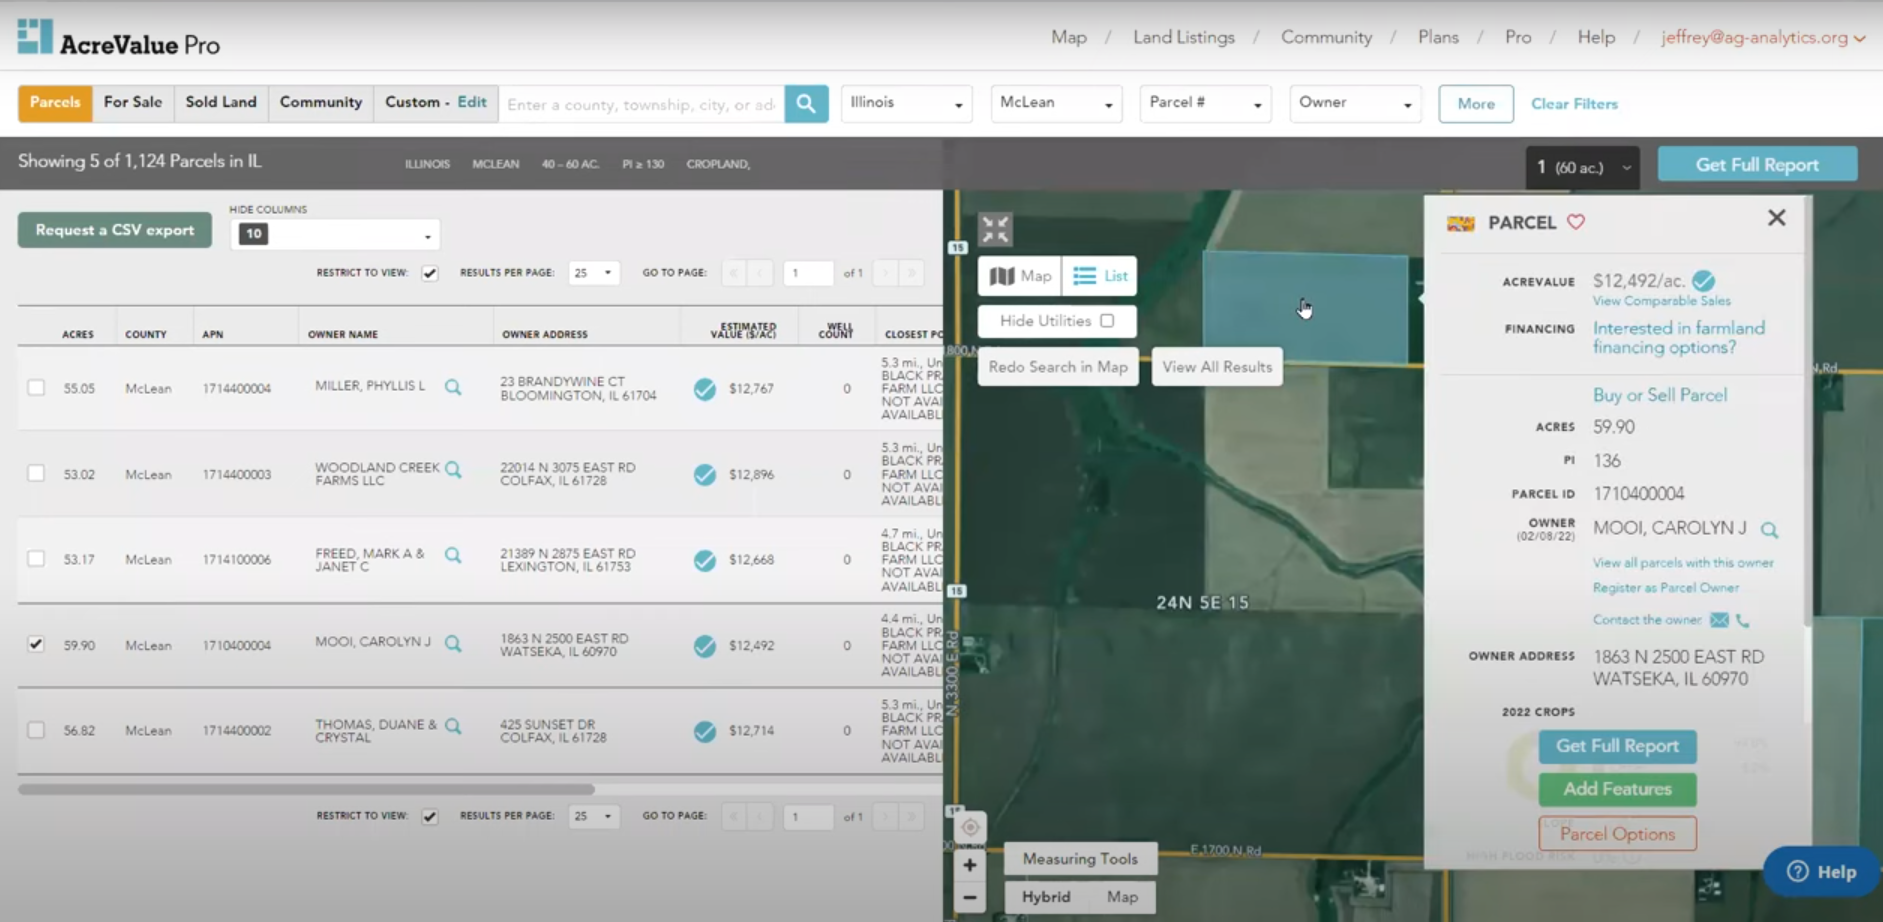 AcreValue Pro
Map / Land Listings / Community / Plans / Pro / Help / jeffrey@ag-analytics.org
Parcels For Sale Sold Land Community Custom - Edit Enter a county, township, city, or ad Illinois McLean Parcel # Owner More Clear Filters
Showing 5 of 1,124 Parcels in IL ILLINOIS MCLEAN 40 – 60 AC. PI ≥ 130 CROPLAND, 1 (60 ac.) Get Full Report
HIDE COLUMNS
Request a CSV export 10
RESTRICT TO VIEW: RESULTS PER PAGE: 25 GO TO PAGE: « ‹ 1 of 1 › »
ACRES COUNTY APN OWNER NAME OWNER ADDRESS ESTIMATED VALUE ($/AC) WELL COUNT CLOSEST PO
55.05 McLean 1714400004 MILLER, PHYLLIS L 23 BRANDYWINE CT
BLOOMINGTON, IL 61704 $12,767 0
5.3 mi., Un
BLACK PR
FARM LLC
NOT AVA
AVAILABL
53.02 McLean 1714400003 WOODLAND CREEK
FARMS LLC
22014 N 3075 EAST RD
COLFAX, IL 61728 $12,896 0
5.3 mi., Un
BLACK PR
FARM LLC
NOT AVAI
AVAILABL
53.17 McLean 1714100006 FREED, MARK A &
JANET C
21389 N 2875 EAST RD
LEXINGTON, IL 61753 $12,668 0
4.7 mi., Un
BLACK PR
FARM LLC
NOT AVA
AVAILABL
59.90 McLean 1710400004 MOOI, CAROLYN J 1863 N 2500 EAST RD
WATSEKA, IL 60970 $12,492 0
4.4 mi., Un
BLACK PR
FARM LLC
NOT AVA
AVAILABL
56.82 McLean 1714400002 THOMAS, DUANE &
CRYSTAL
425 SUNSET DR
COLFAX, IL 61728 $12,714 0
5.3 mi., Un
BLACK PR
FARM LLC
NOT AVA
AVAILABL
RESTRICT TO VIEW: RESULTS PER PAGE: 25 GO TO PAGE: « ‹ 1 of 1 › »
15
Map List
Hide Utilities
Redo Search in Map View All Results
N,Rd
15
24N 5E 15
N 3300 E Rd
15
E 1700 N Rd
+
−
Measuring Tools
Hybrid Map
PARCEL
ACREVALUE $12,492/ac.
View Comparable Sales
FINANCING Interested in farmland
financing options?
Buy or Sell Parcel
ACRES 59.90
PI 136
PARCEL ID 1710400004
OWNER
(02/08/22)
MOOI, CAROLYN J
View all parcels with this owner
Register as Parcel Owner
Contact the owner
OWNER ADDRESS 1863 N 2500 EAST RD
WATSEKA, IL 60970
2022 CROPS
Get Full Report
Add Features
Parcel Options
HIGH FLOOD RISK
? Help